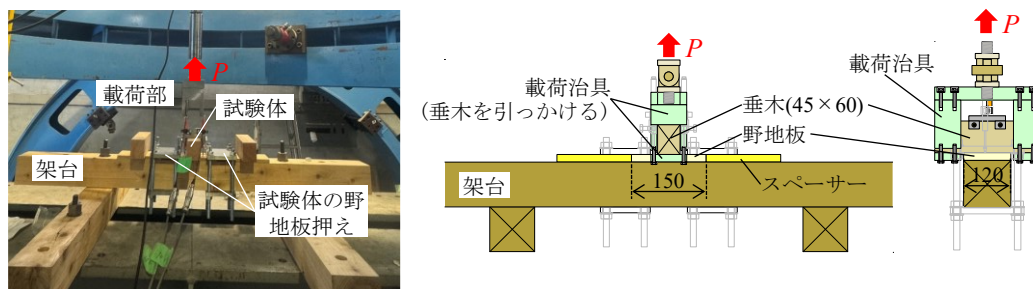 P
載荷部
試験体
架台
試験体の野
地板押え
P
載荷治具
(垂木を引っかける)
垂木(45×60)
野地板
架台
150
スペーサー
P
載荷治具
120